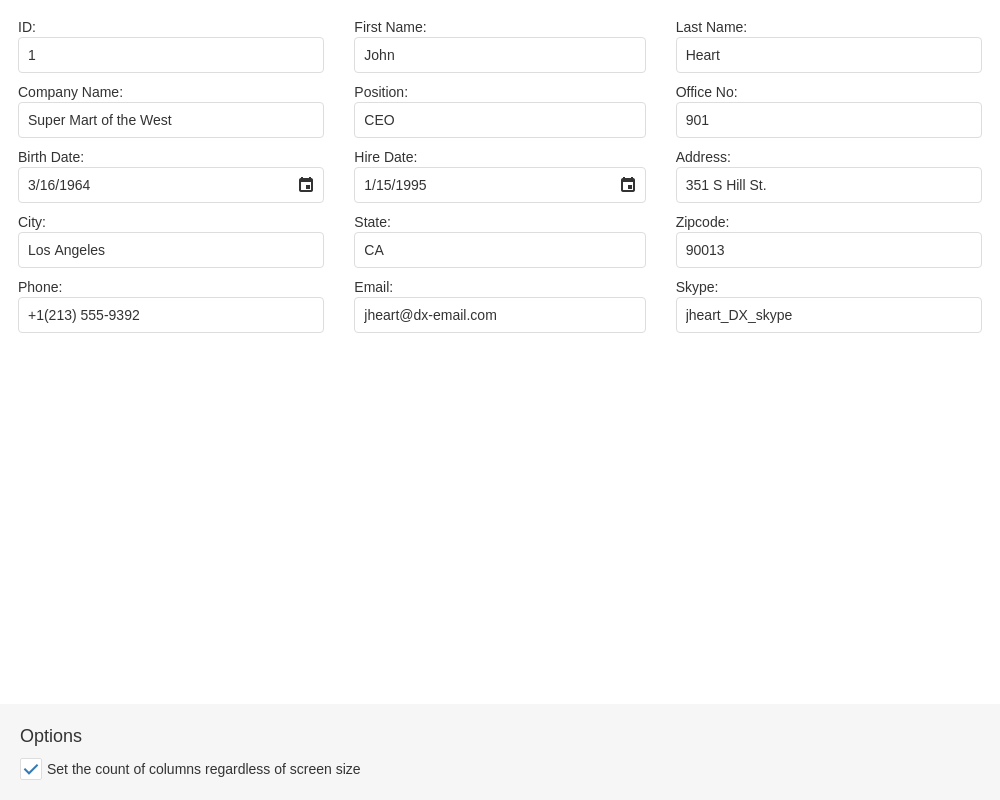 ID:
First Name:
Last Name:
1
John
Heart
Company Name:
Position:
Office No:
Super Mart of the West
CEO
901
Birth Date:
Hire Date:
Address:
3/16/1964
1/15/1995
351 S Hill St.
City:
State:
Zipcode:
Los Angeles
CA
90013
Phone:
Email:
Skype:
+1(213) 555-9392
jheart@dx-email.com
jheart_DX_skype
Options
Set the count of columns regardless of screen size